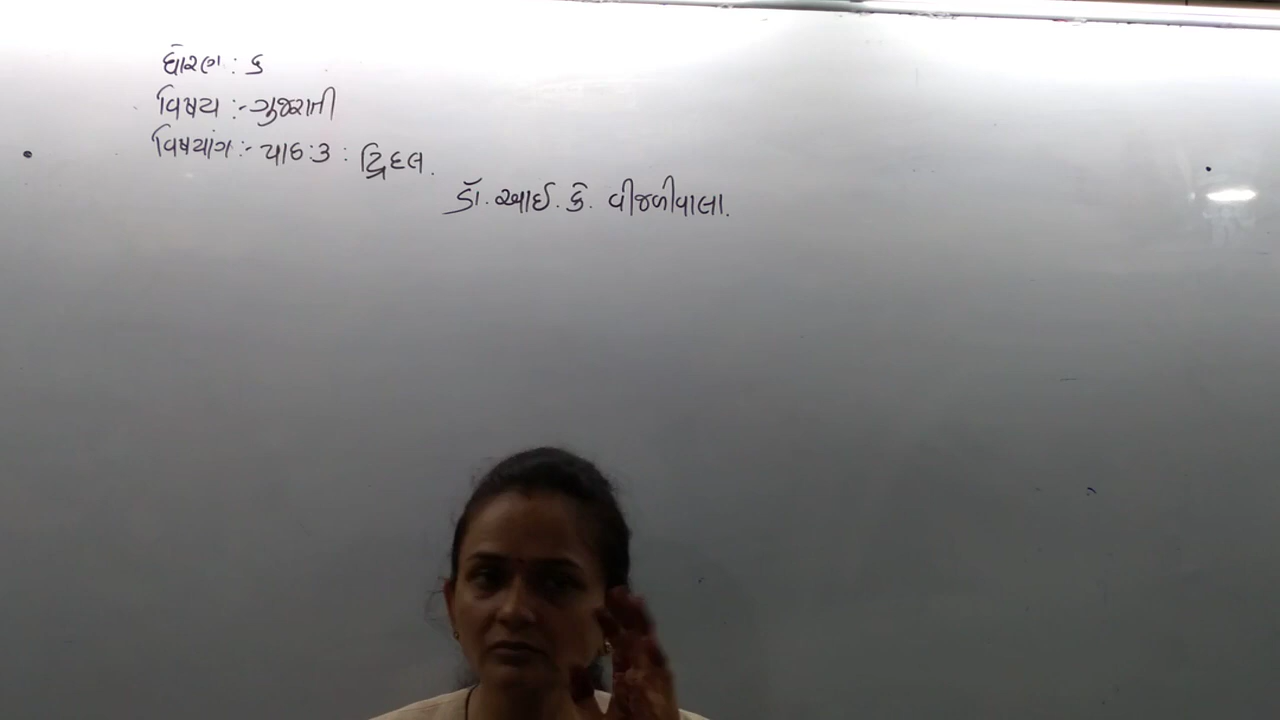 ધોરણ : ૬
વિષય :- ગુજરાતી
વિષયાંગ :- પાઠ : ૩ : દ્વિદલ.
ડૉ. આઈ. કે. વીજળીવાલા.